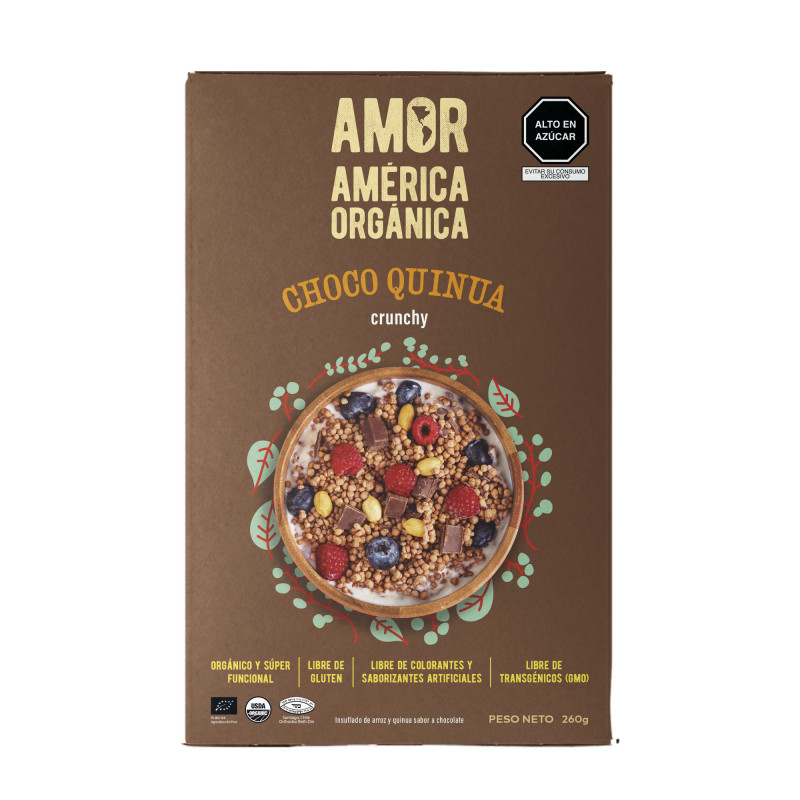 AMOR
AMÉRICA
ORGÁNICA
ALTO EN
AZÚCAR
EVITAR SU CONSUMO
EXCESIVO
CHOCO QUINUA
crunchy
ORGÁNICO Y SÚPER
FUNCIONAL
LIBRE DE
GLUTEN
LIBRE DE COLORANTES Y
SABORIZANTES ARTIFICIALES
LIBRE DE
TRANSGÉNICOS (GMO)
USDA
ORGANIC
Santiago, Chile
Insuflado de arroz y quinua sabor a chocolate
PESO NETO 260g